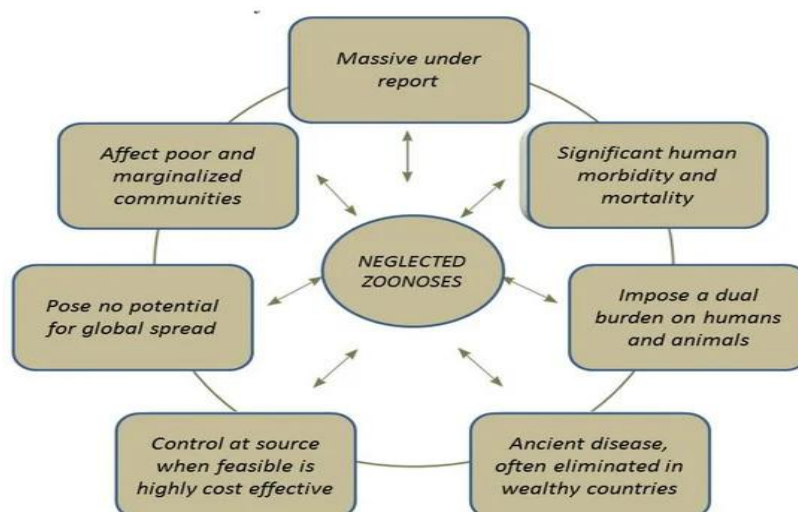 Massive under
report
Affect poor and
marginalized
communities
Significant human
morbidity and
mortality
NEGLECTED
ZOONOSES
Pose no potential
for global spread
Impose a dual
burden on humans
and animals
Control at source
when feasible is
highly cost effective
Ancient disease,
often eliminated in
wealthy countries